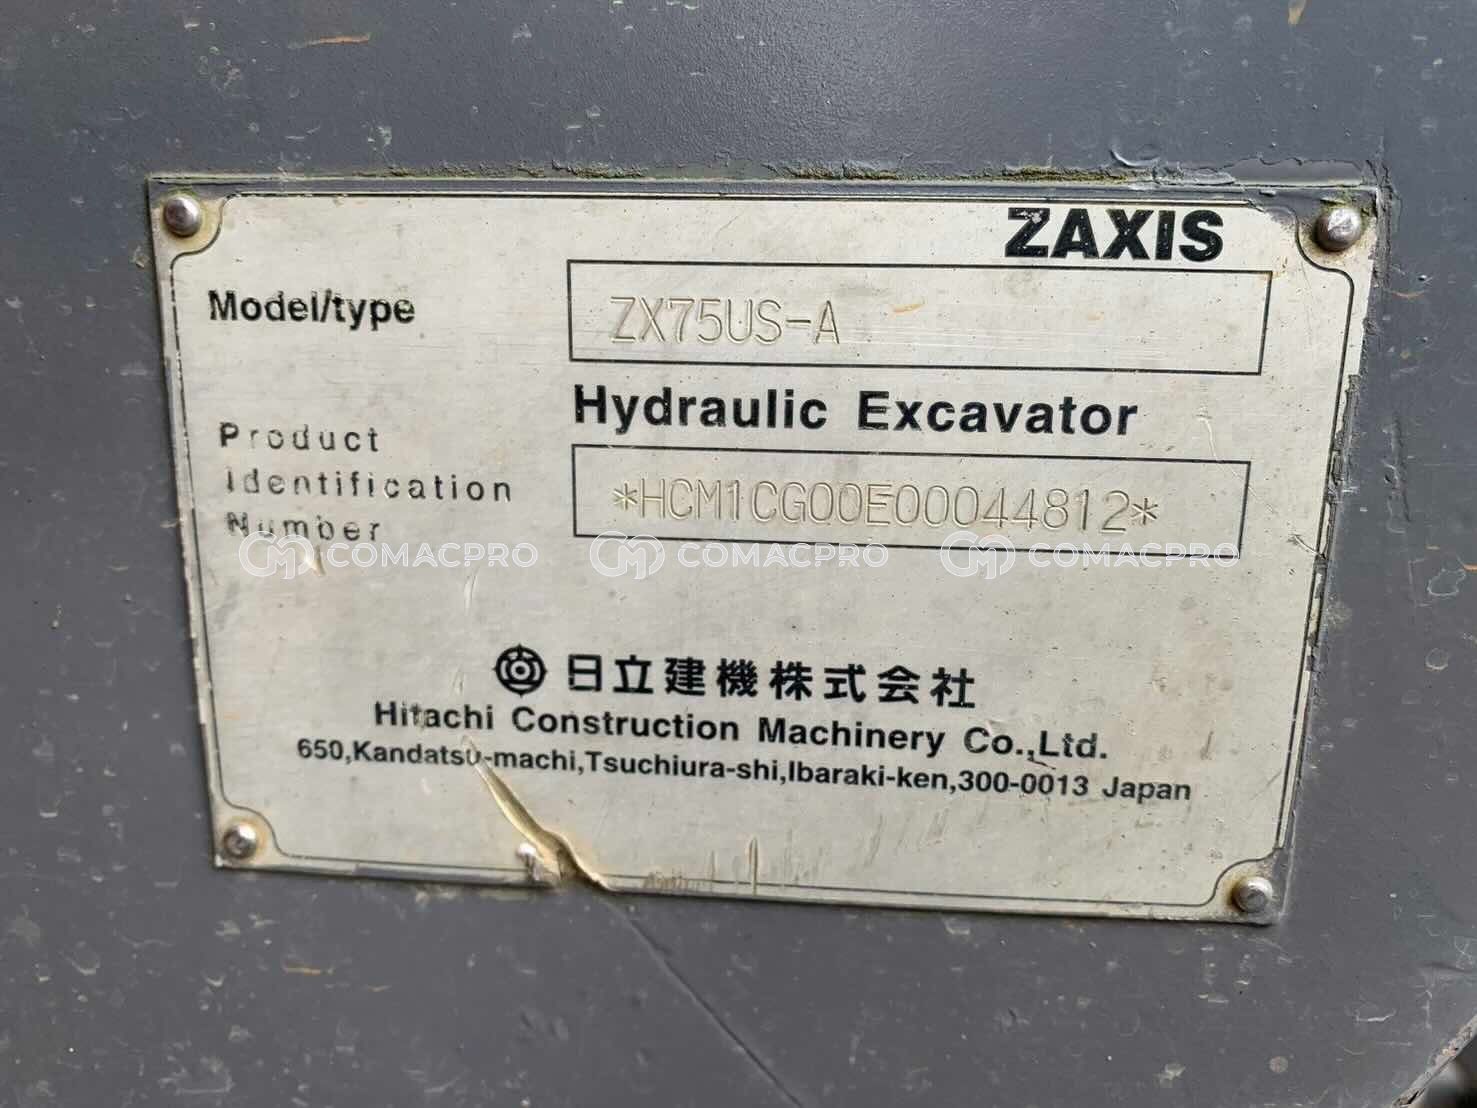 ZAXIS
Model/type
ZX75US-A
Hydraulic Excavator
Product
Identification
Number
*HCM1CG00E00044812*
COMACPRO COMACPRO COMACPRO
日立建機株式会社
Hitachi Construction Machinery Co.,Ltd.
650,Kandatsu-machi,Tsuchiura-shi,Ibaraki-ken,300-0013 Japan